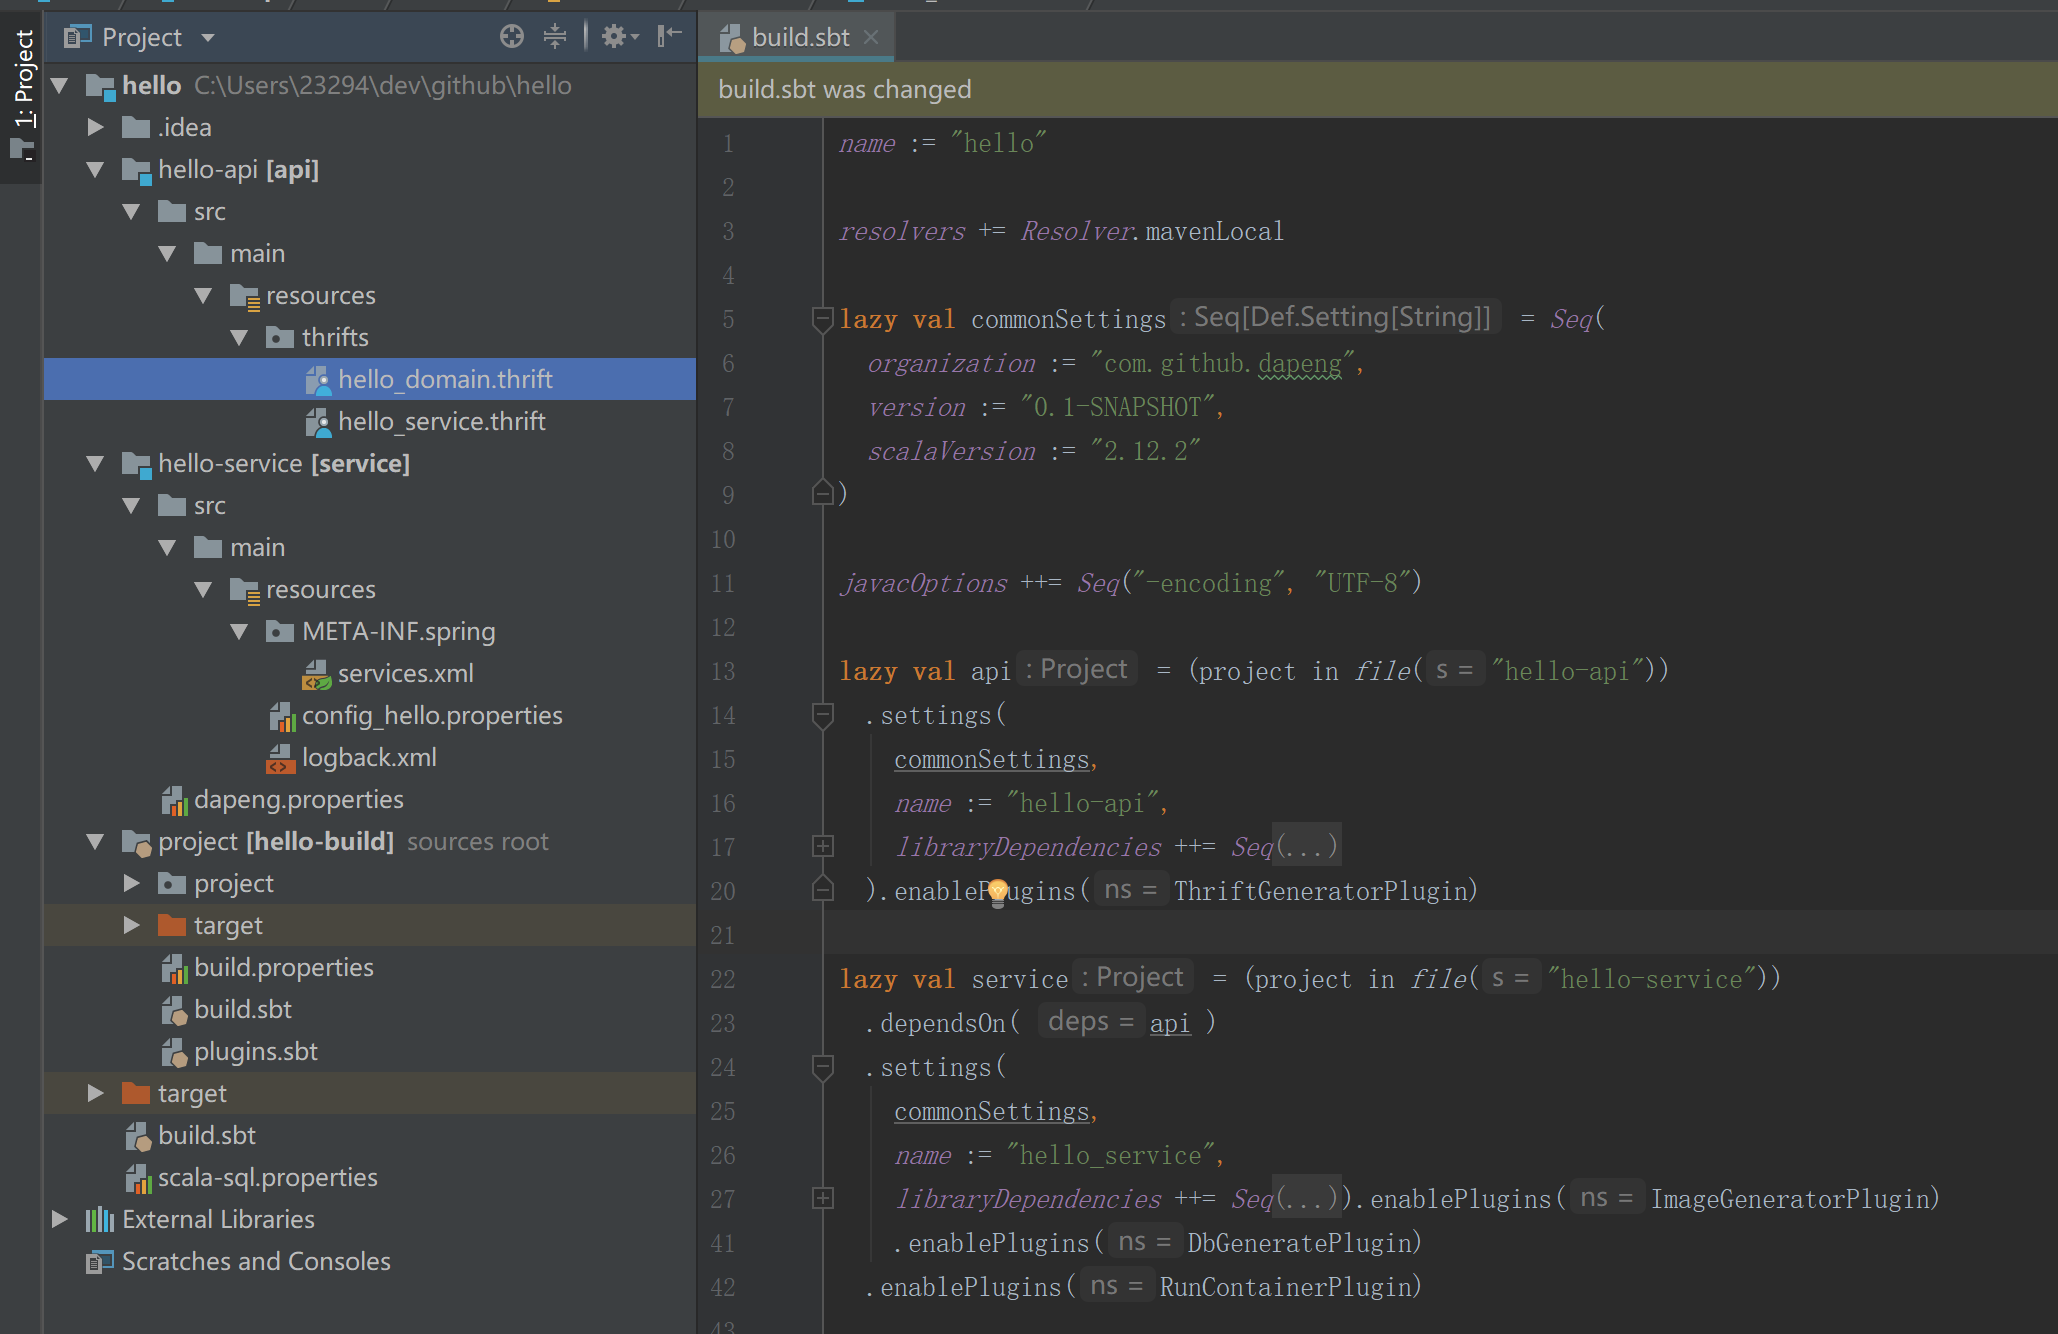 1: Project
Project
hello C:\Users\23294\dev\github\hello
.idea
hello-api [api]
src
main
resources
thrifts
hello_domain.thrift
hello_service.thrift
hello-service [service]
src
main
resources
META-INF.spring
services.xml
config_hello.properties
logback.xml
dapeng.properties
project [hello-build] sources root
project
target
build.properties
build.sbt
plugins.sbt
target
build.sbt
scala-sql.properties
External Libraries
Scratches and Consoles
build.sbt
build.sbt was changed
1 name := "hello"
2
3 resolvers += Resolver.mavenLocal
4
5 lazy val commonSettings : Seq[Def.Setting[String]] = Seq(
6 organization := "com.github.dapeng",
7 version := "0.1-SNAPSHOT",
8 scalaVersion := "2.12.2"
9 )
10
11 javacOptions ++= Seq("-encoding", "UTF-8")
12
13 lazy val api : Project = (project in file( s = "hello-api"))
14 .settings(
15 commonSettings,
16 name := "hello-api",
17 libraryDependencies ++= Seq(...)
20 ).enablePlugins( ns = ThriftGeneratorPlugin)
21
22 lazy val service : Project = (project in file( s = "hello-service"))
23 .dependsOn( deps = api )
24 .settings(
25 commonSettings,
26 name := "hello_service",
27 libraryDependencies ++= Seq(...)).enablePlugins( ns = ImageGeneratorPlugin)
41 .enablePlugins( ns = DbGeneratePlugin)
42 .enablePlugins( ns = RunContainerPlugin)
43